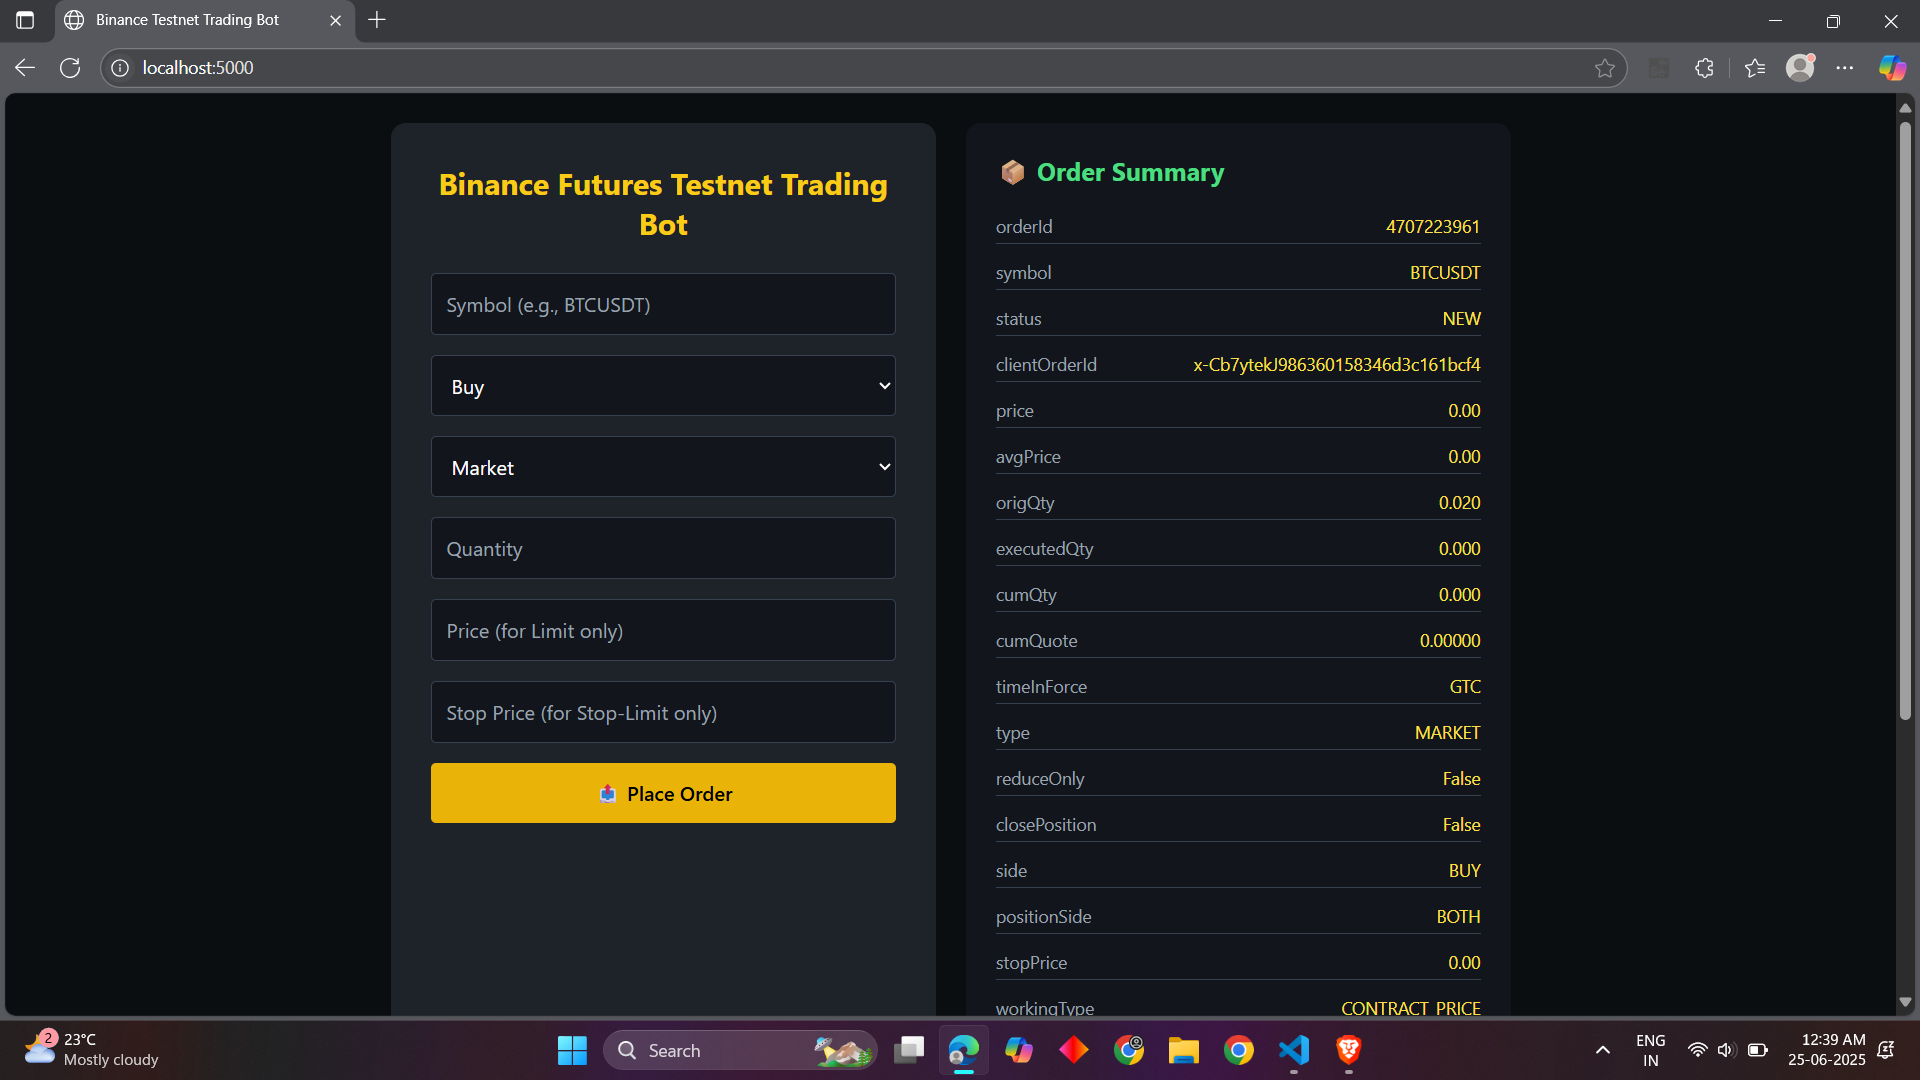 Binance Testnet Trading Bot
localhost:5000
Binance Futures Testnet Trading
Bot
Symbol (e.g., BTCUSDT)
Buy
Market
Quantity
Price (for Limit only)
Stop Price (for Stop-Limit only)
Place Order
Order Summary
orderId 4707223961
symbol BTCUSDT
status NEW
clientOrderId x-Cb7ytekJ986360158346d3c161bcf4
price 0.00
avgPrice 0.00
origQty 0.020
executedQty 0.000
cumQty 0.000
cumQuote 0.00000
timeInForce GTC
type MARKET
reduceOnly False
closePosition False
side BUY
positionSide BOTH
stopPrice 0.00
workingType CONTRACT_PRICE
2
23°C
Mostly cloudy
Search
ENG
IN
12:39 AM
25-06-2025